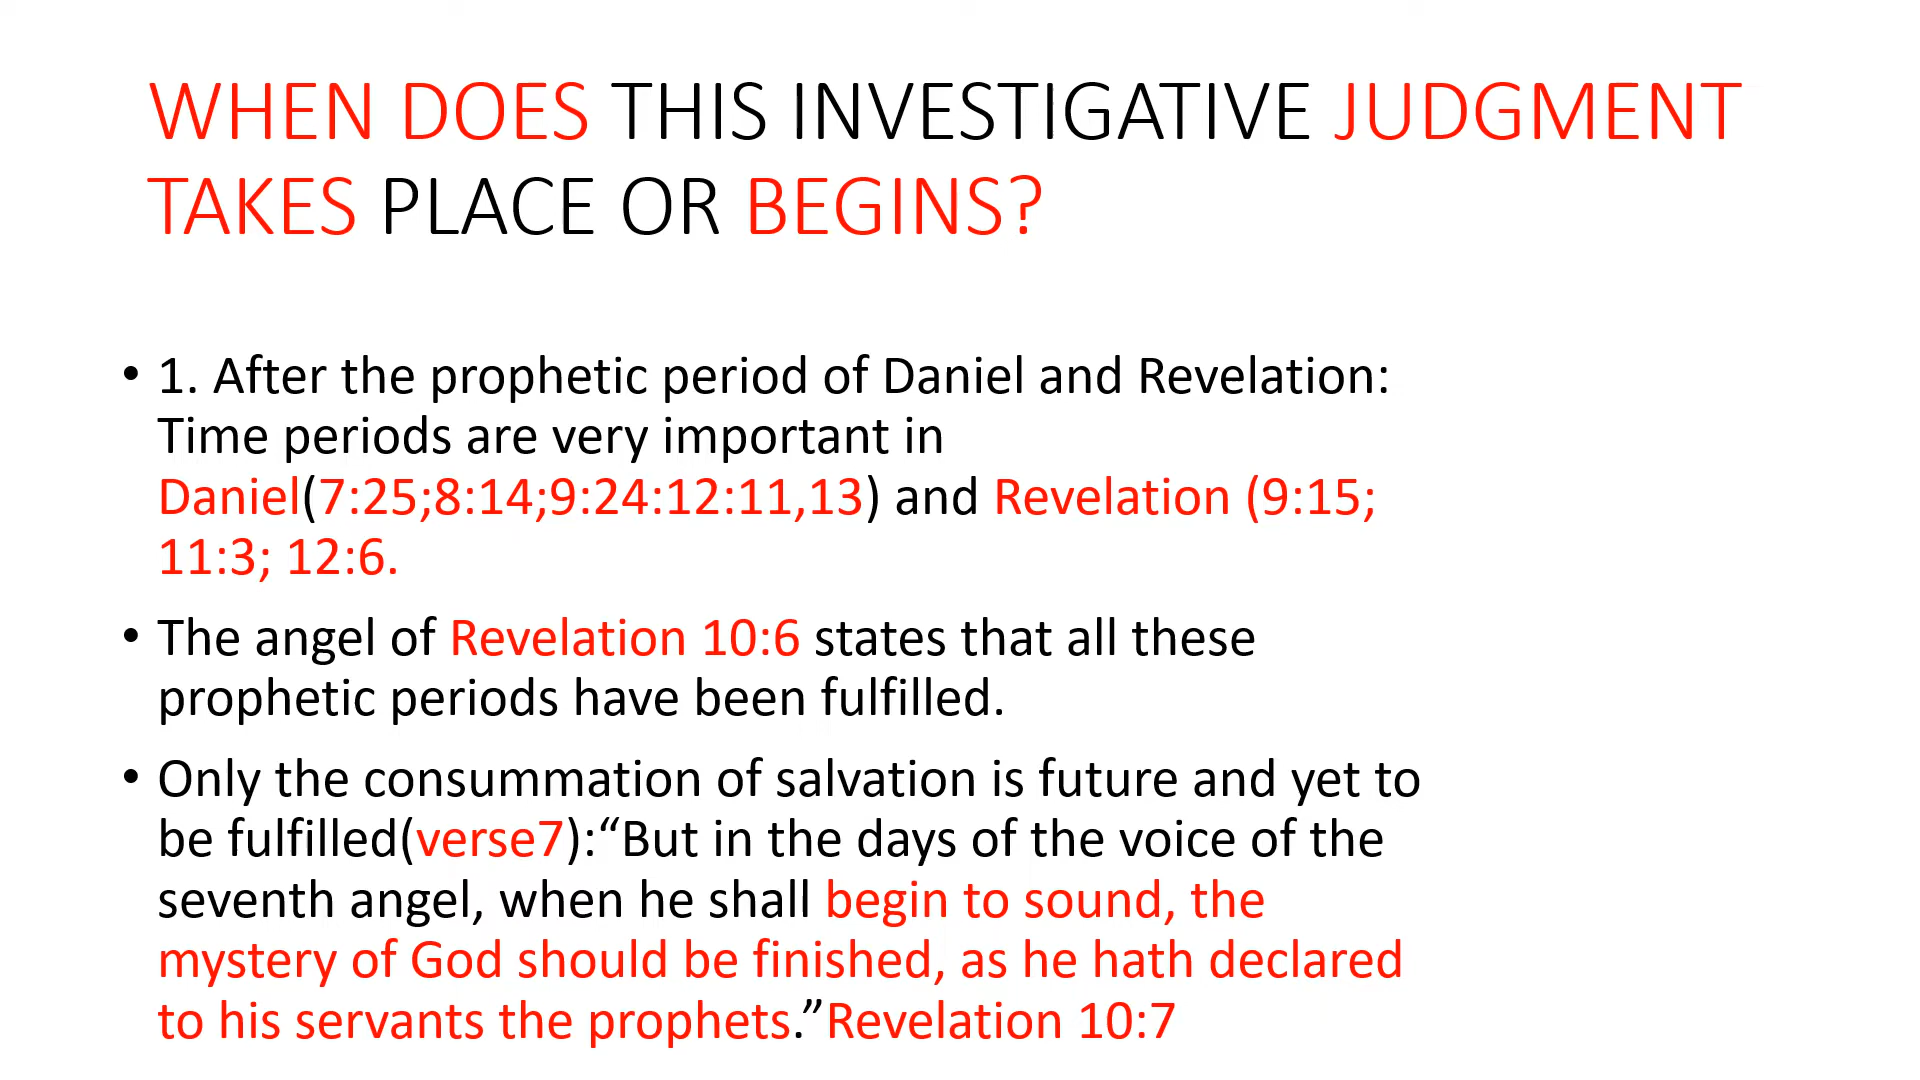 WHEN DOES THIS INVESTIGATIVE JUDGMENT
TAKES PLACE OR BEGINS?
• 1. After the prophetic period of Daniel and Revelation:
Time periods are very important in
Daniel(7:25;8:14;9:24:12:11,13) and Revelation (9:15;
11:3; 12:6.
• The angel of Revelation 10:6 states that all these
prophetic periods have been fulfilled.
• Only the consummation of salvation is future and yet to
be fulfilled(verse7):“But in the days of the voice of the
seventh angel, when he shall begin to sound, the
mystery of God should be finished, as he hath declared
to his servants the prophets.”Revelation 10:7